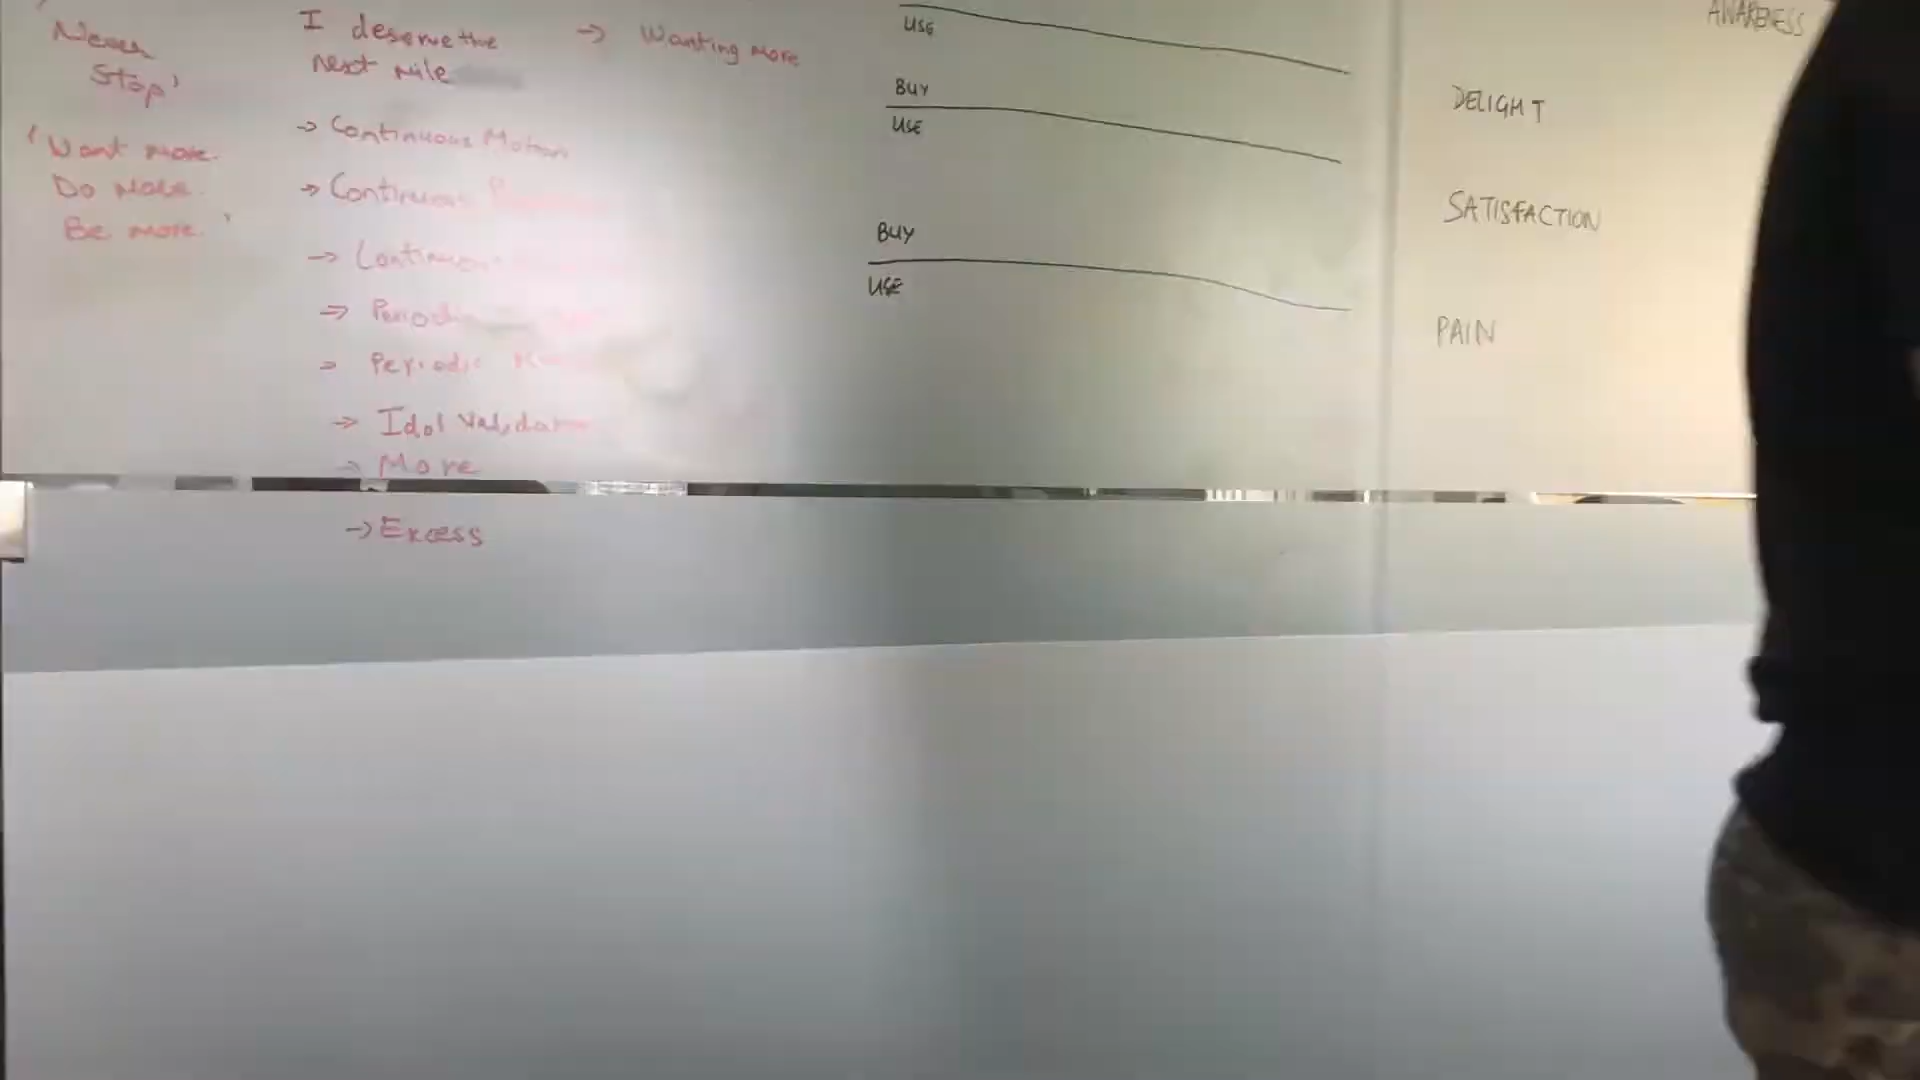 Never
Stop'
'Want more.
Do more.
Be more.'
I deserve the
next mile
→ Continuous Motion
→ Continuous
→ Continuous
→ Periodic
→ Periodic
→ Idol Validation
→ More
→ Excess
→ Wanting more
USE
BUY
USE
BUY
USE
AWARENESS
DELIGHT
SATISFACTION
PAIN